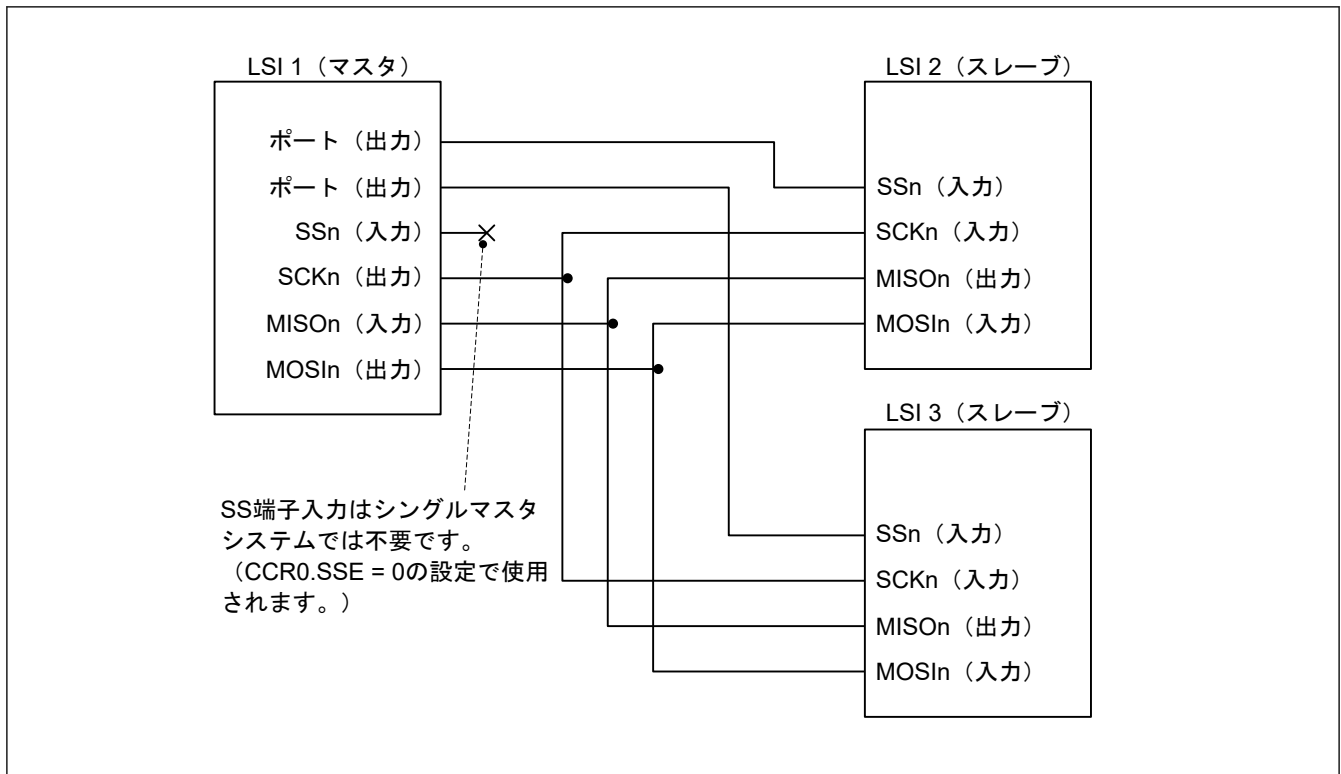 LSI 1（マスタ）
ポート（出力）
ポート（出力）
SSn（入力）
SCKn（出力）
MISOn（入力）
MOSIn（出力）
SS端子入力はシングルマスタ
システムでは不要です。
（CCR0.SSE = 0の設定で使用
されます。）
LSI 2（スレーブ）
SSn（入力）
SCKn（入力）
MISOn（出力）
MOSIn（入力）
LSI 3（スレーブ）
SSn（入力）
SCKn（入力）
MISOn（出力）
MOSIn（入力）